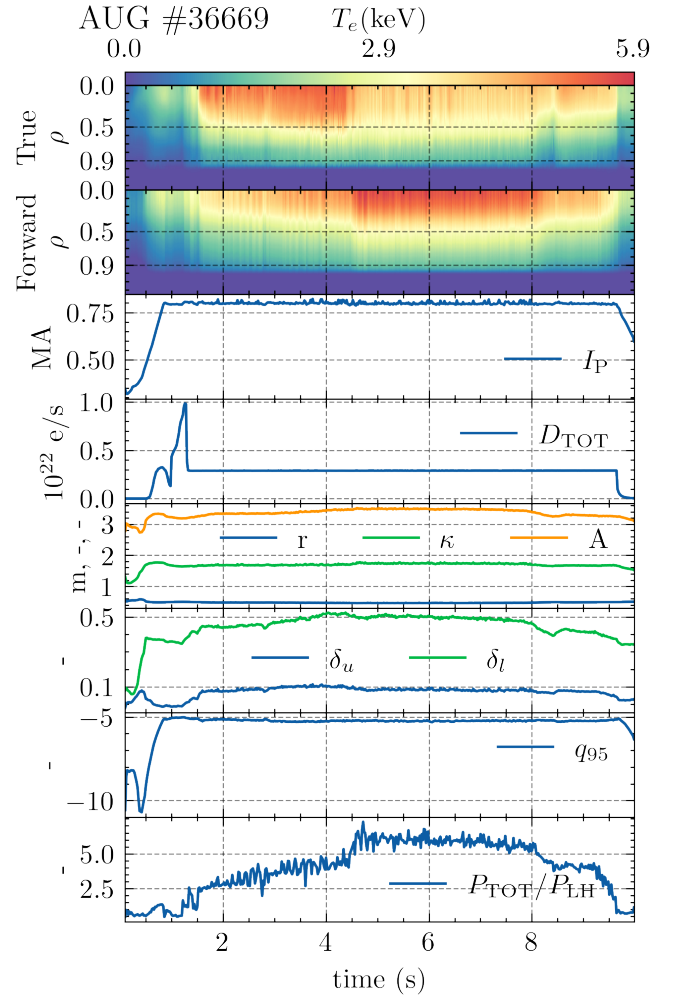 AUG #36669 T_e(keV)
0.0 2.9 5.9
0.0
0.5
0.9
True
ρ
0.0
0.5
0.9
Forward
ρ
0.75
0.50
MA
I_P
1.0
0.5
0.0
10^22 e/s
D_TOT
3
2
1
m, -, -
r κ A
0.5
0.1
-
δ_u δ_l
−5
−10
-
q_95
5.0
2.5
-
P_TOT/P_LH
2 4 6 8
time (s)